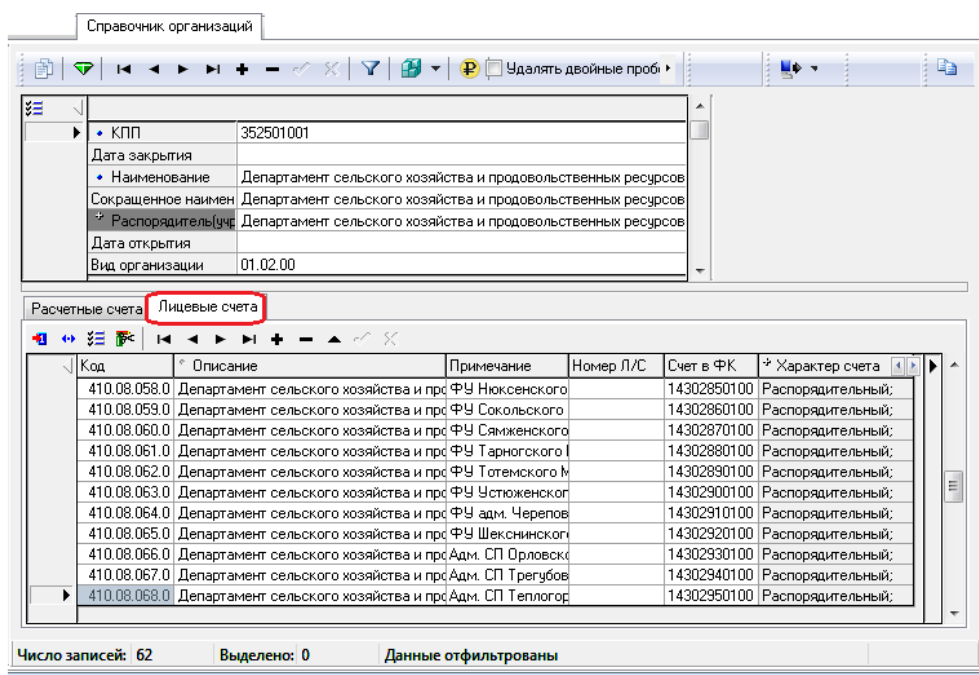 Справочник организаций
Удалять двойные проб
КПП 352501001
Дата закрытия
Наименование Департамент сельского хозяйства и продовольственных ресурсов
Сокращенное наимен Департамент сельского хозяйства и продовольственных ресурсов
Распорядитель(учр Департамент сельского хозяйства и продовольственных ресурсов
Дата открытия
Вид организации 01.02.00
Расчетные счета Лицевые счета
Код Описание Примечание Номер Л/С Счет в ФК Характер счета
410.08.058.0 Департамент сельского хозяйства и про ФУ Нюксенского 14302850100 Распорядительный;
410.08.059.0 Департамент сельского хозяйства и про ФУ Сокольского 14302860100 Распорядительный;
410.08.060.0 Департамент сельского хозяйства и про ФУ Сямженского 14302870100 Распорядительный;
410.08.061.0 Департамент сельского хозяйства и про ФУ Тарногского 14302880100 Распорядительный;
410.08.062.0 Департамент сельского хозяйства и про ФУ Тотемского М 14302890100 Распорядительный;
410.08.063.0 Департамент сельского хозяйства и про ФУ Устюженског 14302900100 Распорядительный;
410.08.064.0 Департамент сельского хозяйства и про ФУ адм. Черепов 14302910100 Распорядительный;
410.08.065.0 Департамент сельского хозяйства и про ФУ Шекснинског 14302920100 Распорядительный;
410.08.066.0 Департамент сельского хозяйства и про Адм. СП Орловско 14302930100 Распорядительный;
410.08.067.0 Департамент сельского хозяйства и про Адм. СП Трегубов 14302940100 Распорядительный;
410.08.068.0 Департамент сельского хозяйства и про Адм. СП Теплогор 14302950100 Распорядительный;
Число записей: 62 Выделено: 0 Данные отфильтрованы